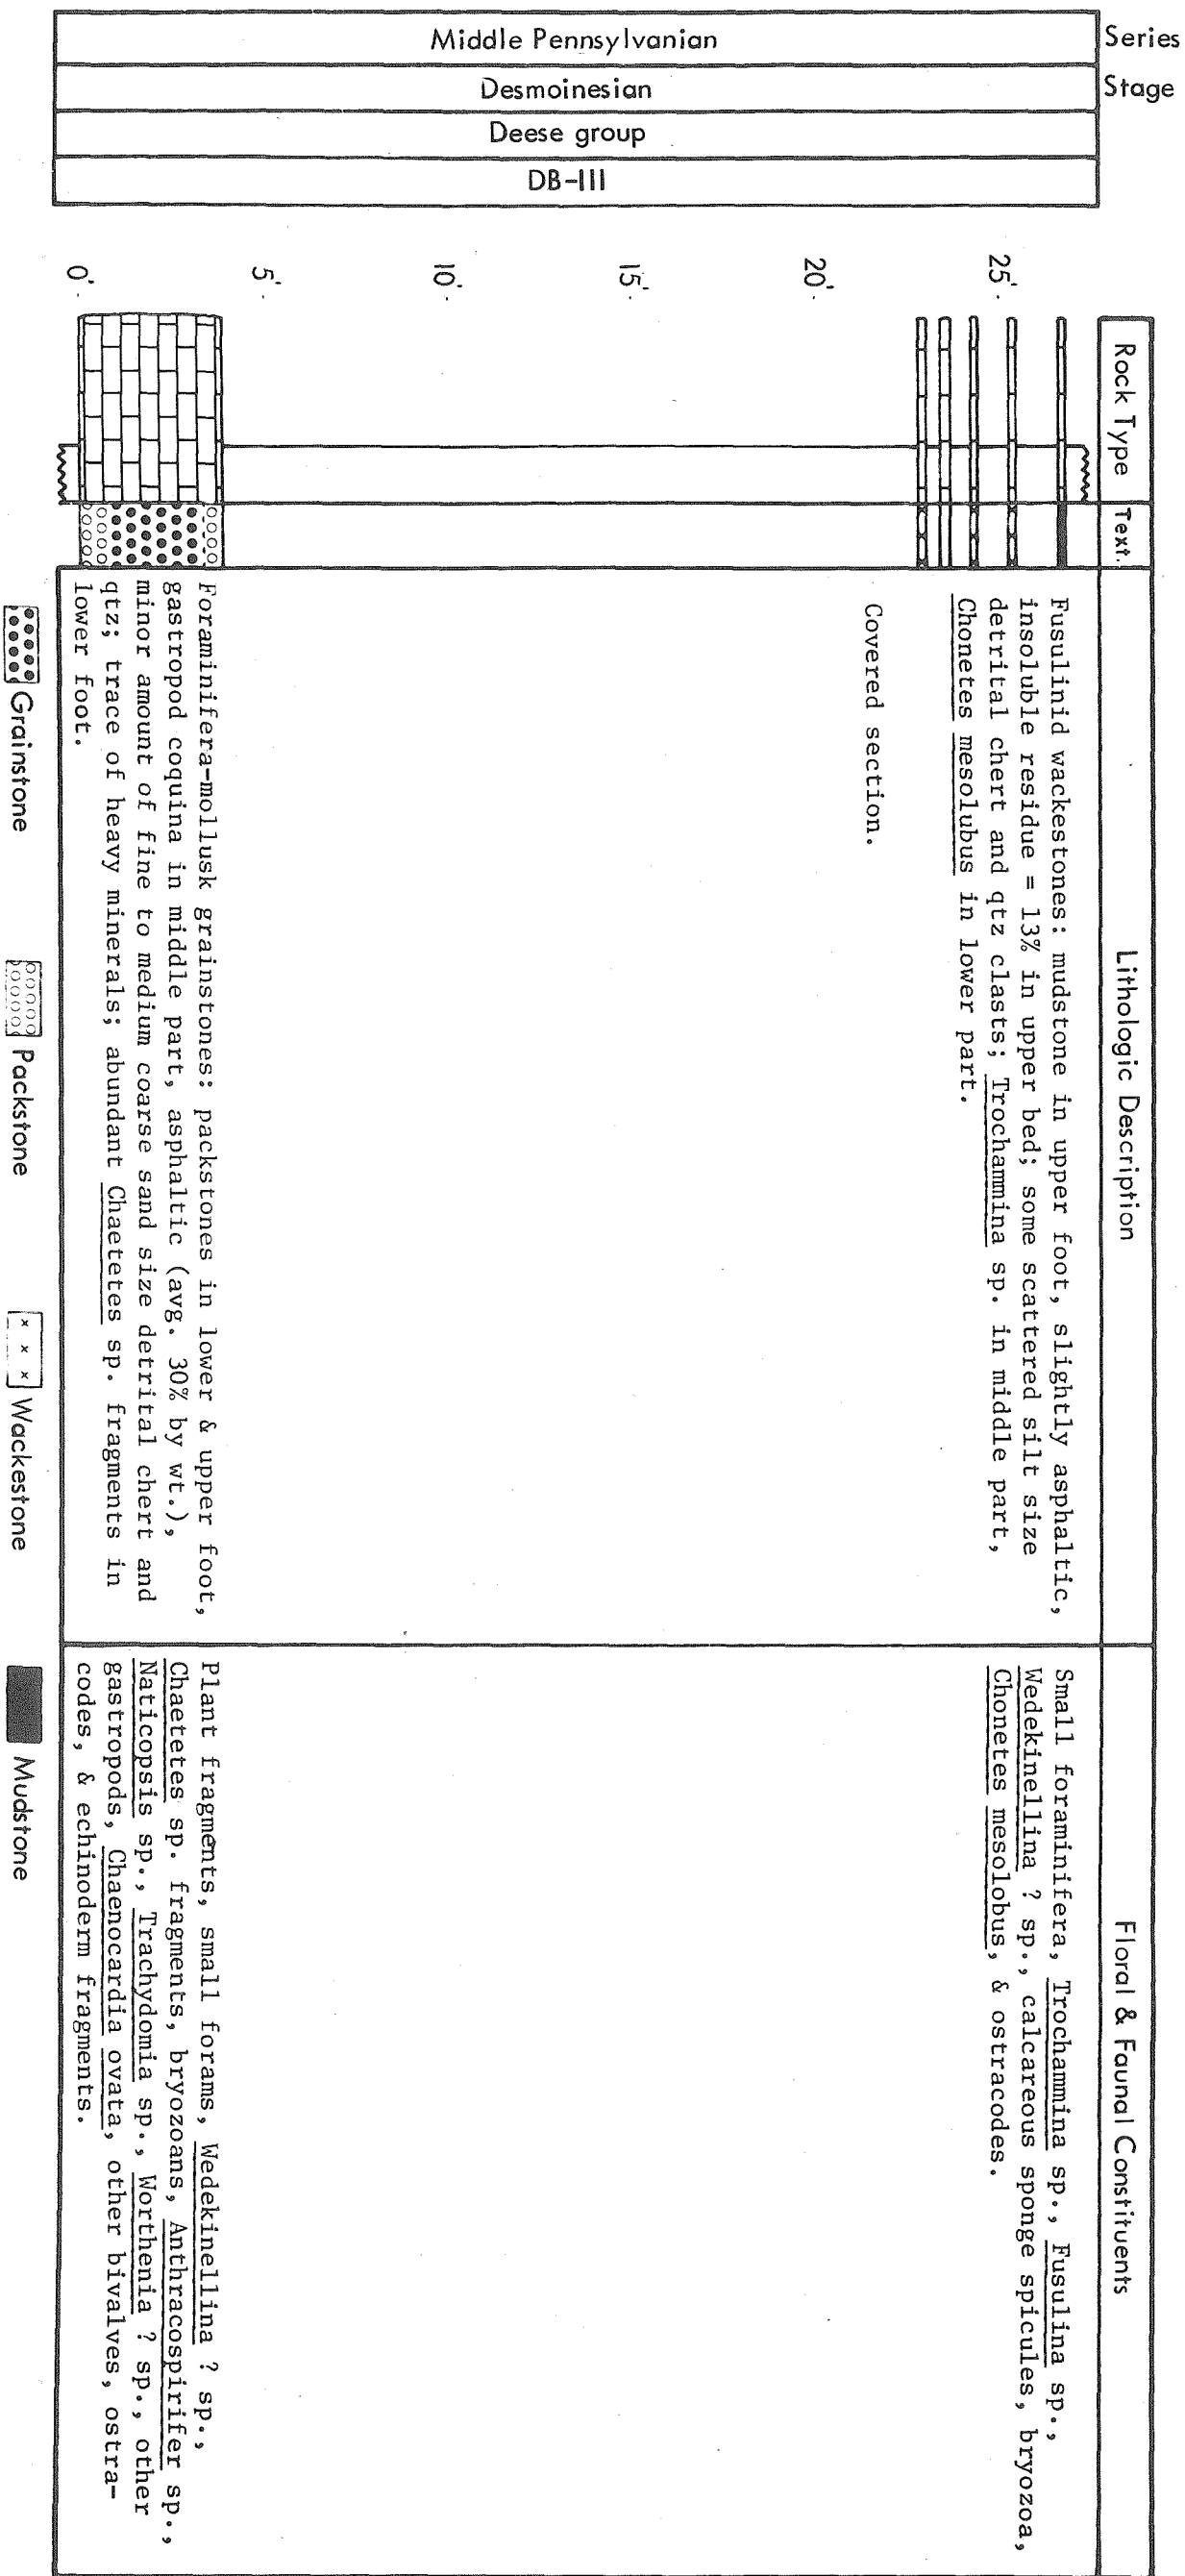 Series
Middle Pennsylvanian
Stage
Desmoinesian
Deese group
DB-III
Rock Type
Text.
Lithologic Description
Floral & Faunal Constituents
25'.
20'.
15'.
10'.
5'.
0'.
Fusulinid wackestones: mudstone in upper foot, slightly asphaltic,
insoluble residue = 13% in upper bed; some scattered silt size
detrital chert and qtz clasts; Trochammina sp. in middle part,
Chonetes mesolubus in lower part.
Small foraminifera, Trochammina sp., Fusulina sp.,
Wedekinellina ? sp., calcareous sponge spicules, bryozoa,
Chonetes mesolobus, & ostracodes.
Covered section.
Foraminifera-mollusk grainstones: packstones in lower & upper foot,
gastropod coquina in middle part, asphaltic (avg. 30% by wt.),
minor amount of fine to medium coarse sand size detrital chert and
qtz; trace of heavy minerals; abundant Chaetetes sp. fragments in
lower foot.
Plant fragments, small forams, Wedekinellina ? sp.,
Chaetetes sp. fragments, bryozoans, Anthracospirifer sp.,
Naticopsis sp., Trachydomia sp., Worthenia ? sp., other
gastropods, Chaenocardia ovata, other bivalves, ostra-
codes, & echinoderm fragments.
Grainstone
Packstone
Wackestone
Mudstone